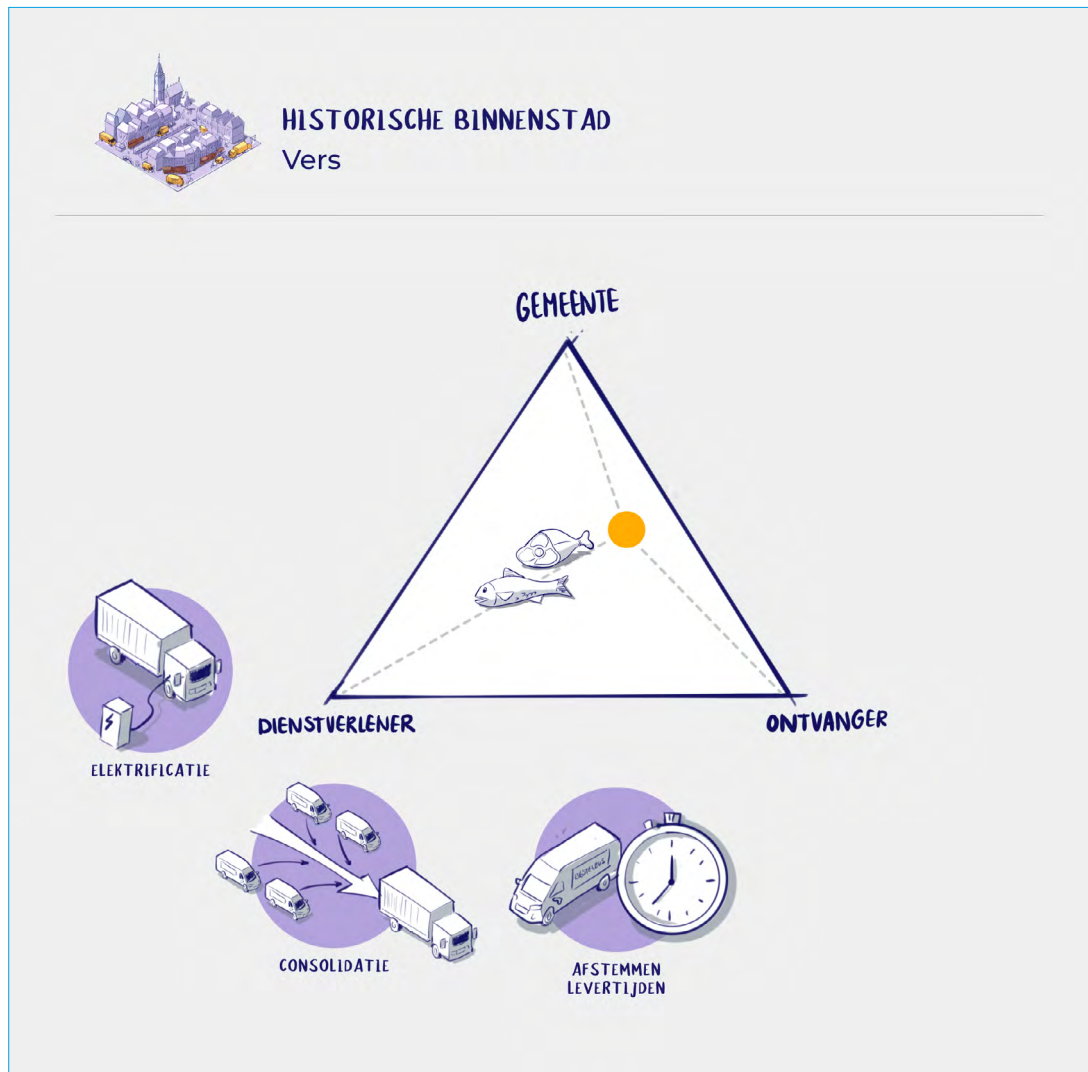 HISTORISCHE BINNENSTAD
Vers
GEMEENTE
DIENSTVERLENER
ONTVANGER
ELEKTRIFICATIE
CONSOLIDATIE
AFSTEMMEN
LEVERTIJDEN